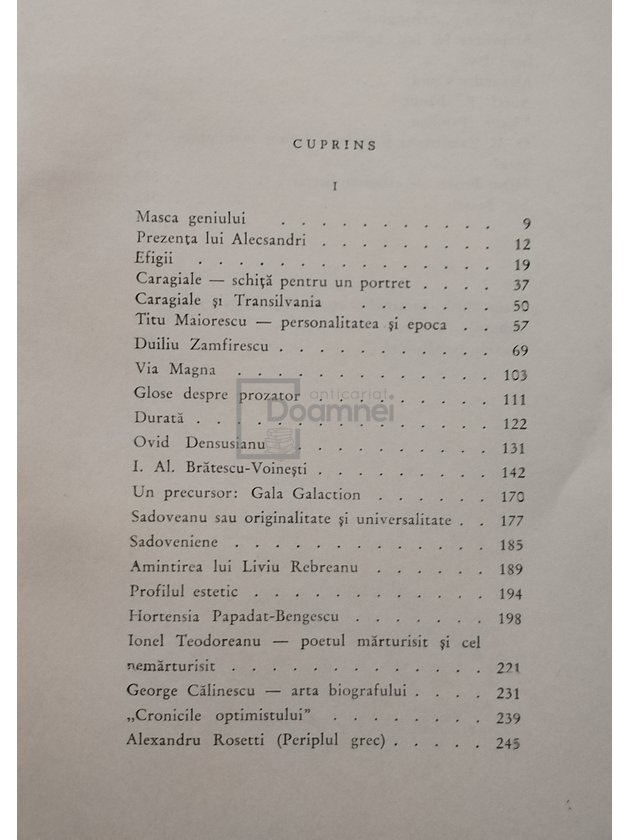 CUPRINS
I
Masca geniului . . . . . . . . . . 9
Prezența lui Alecsandri . . . . . . . . 12
Efigii . . . . . . . . . . . . . 19
Caragiale — schiță pentru un portret . . . . 37
Caragiale și Transilvania . . . . . . 50
Titu Maiorescu — personalitatea și epoca . . 57
Duiliu Zamfirescu . . . . . . . . . . 69
Via Magna . . . . . . . . . . . 103
Glose despre prozator . . . . . . . . 111
Durată . . . . . . . . . . . . . 122
Ovid Densusianu . . . . . . . . . 131
I. Al. Brătescu-Voinești . . . . . . . . 142
Un precursor: Gala Galaction . . . . . . 170
Sadoveanu sau originalitate și universalitate . . 177
Sadoveniene . . . . . . . . . . . . 185
Amintirea lui Liviu Rebreanu . . . . . . 189
Profilul estetic . . . . . . . . . . . 194
Hortensia Papadat-Bengescu . . . . . . . 198
Ionel Teodoreanu — poetul mărturisit și cel
nemărturisit . . . . . . . . . . . . 221
George Călinescu — arta biografului . . . . 231
„Cronicile optimistului" . . . . . . . . 239
Alexandru Rosetti (Periplul grec) . . . . . 245
anticariat
Doamnei